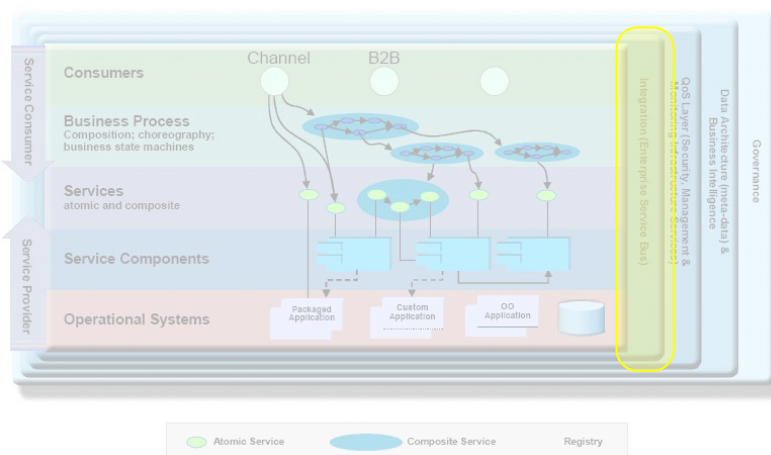 Channel
B2B
Consumers
Business Process
Composition; choreography;
business state machines
Services
atomic and composite
Service Components
Operational Systems
Packaged
Application
Custom
Application
OO
Application
Service Consumer
Service Provider
Integration (Enterprise Service Bus)
QoS Layer (Security, Management &
Monitoring Infrastructure Services)
Data Architecture (meta-data) &
Business Intelligence
Governance
Atomic Service
Composite Service
Registry